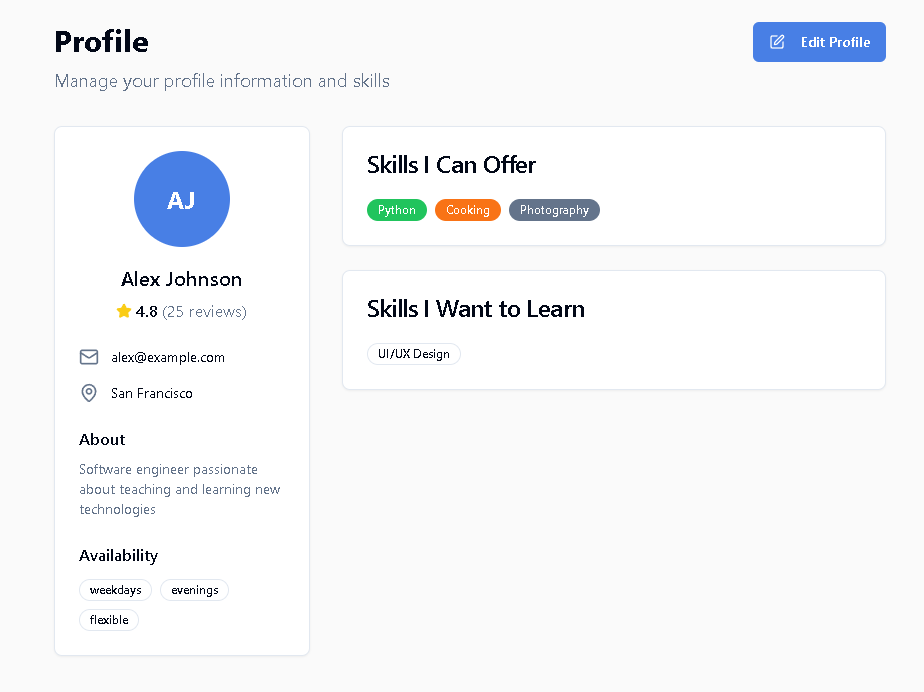 Profile
Edit Profile
Manage your profile information and skills
AJ
Alex Johnson
4.8 (25 reviews)
alex@example.com
San Francisco
About
Software engineer passionate
about teaching and learning new
technologies
Availability
weekdays evenings
flexible
Skills I Can Offer
Python Cooking Photography
Skills I Want to Learn
UI/UX Design